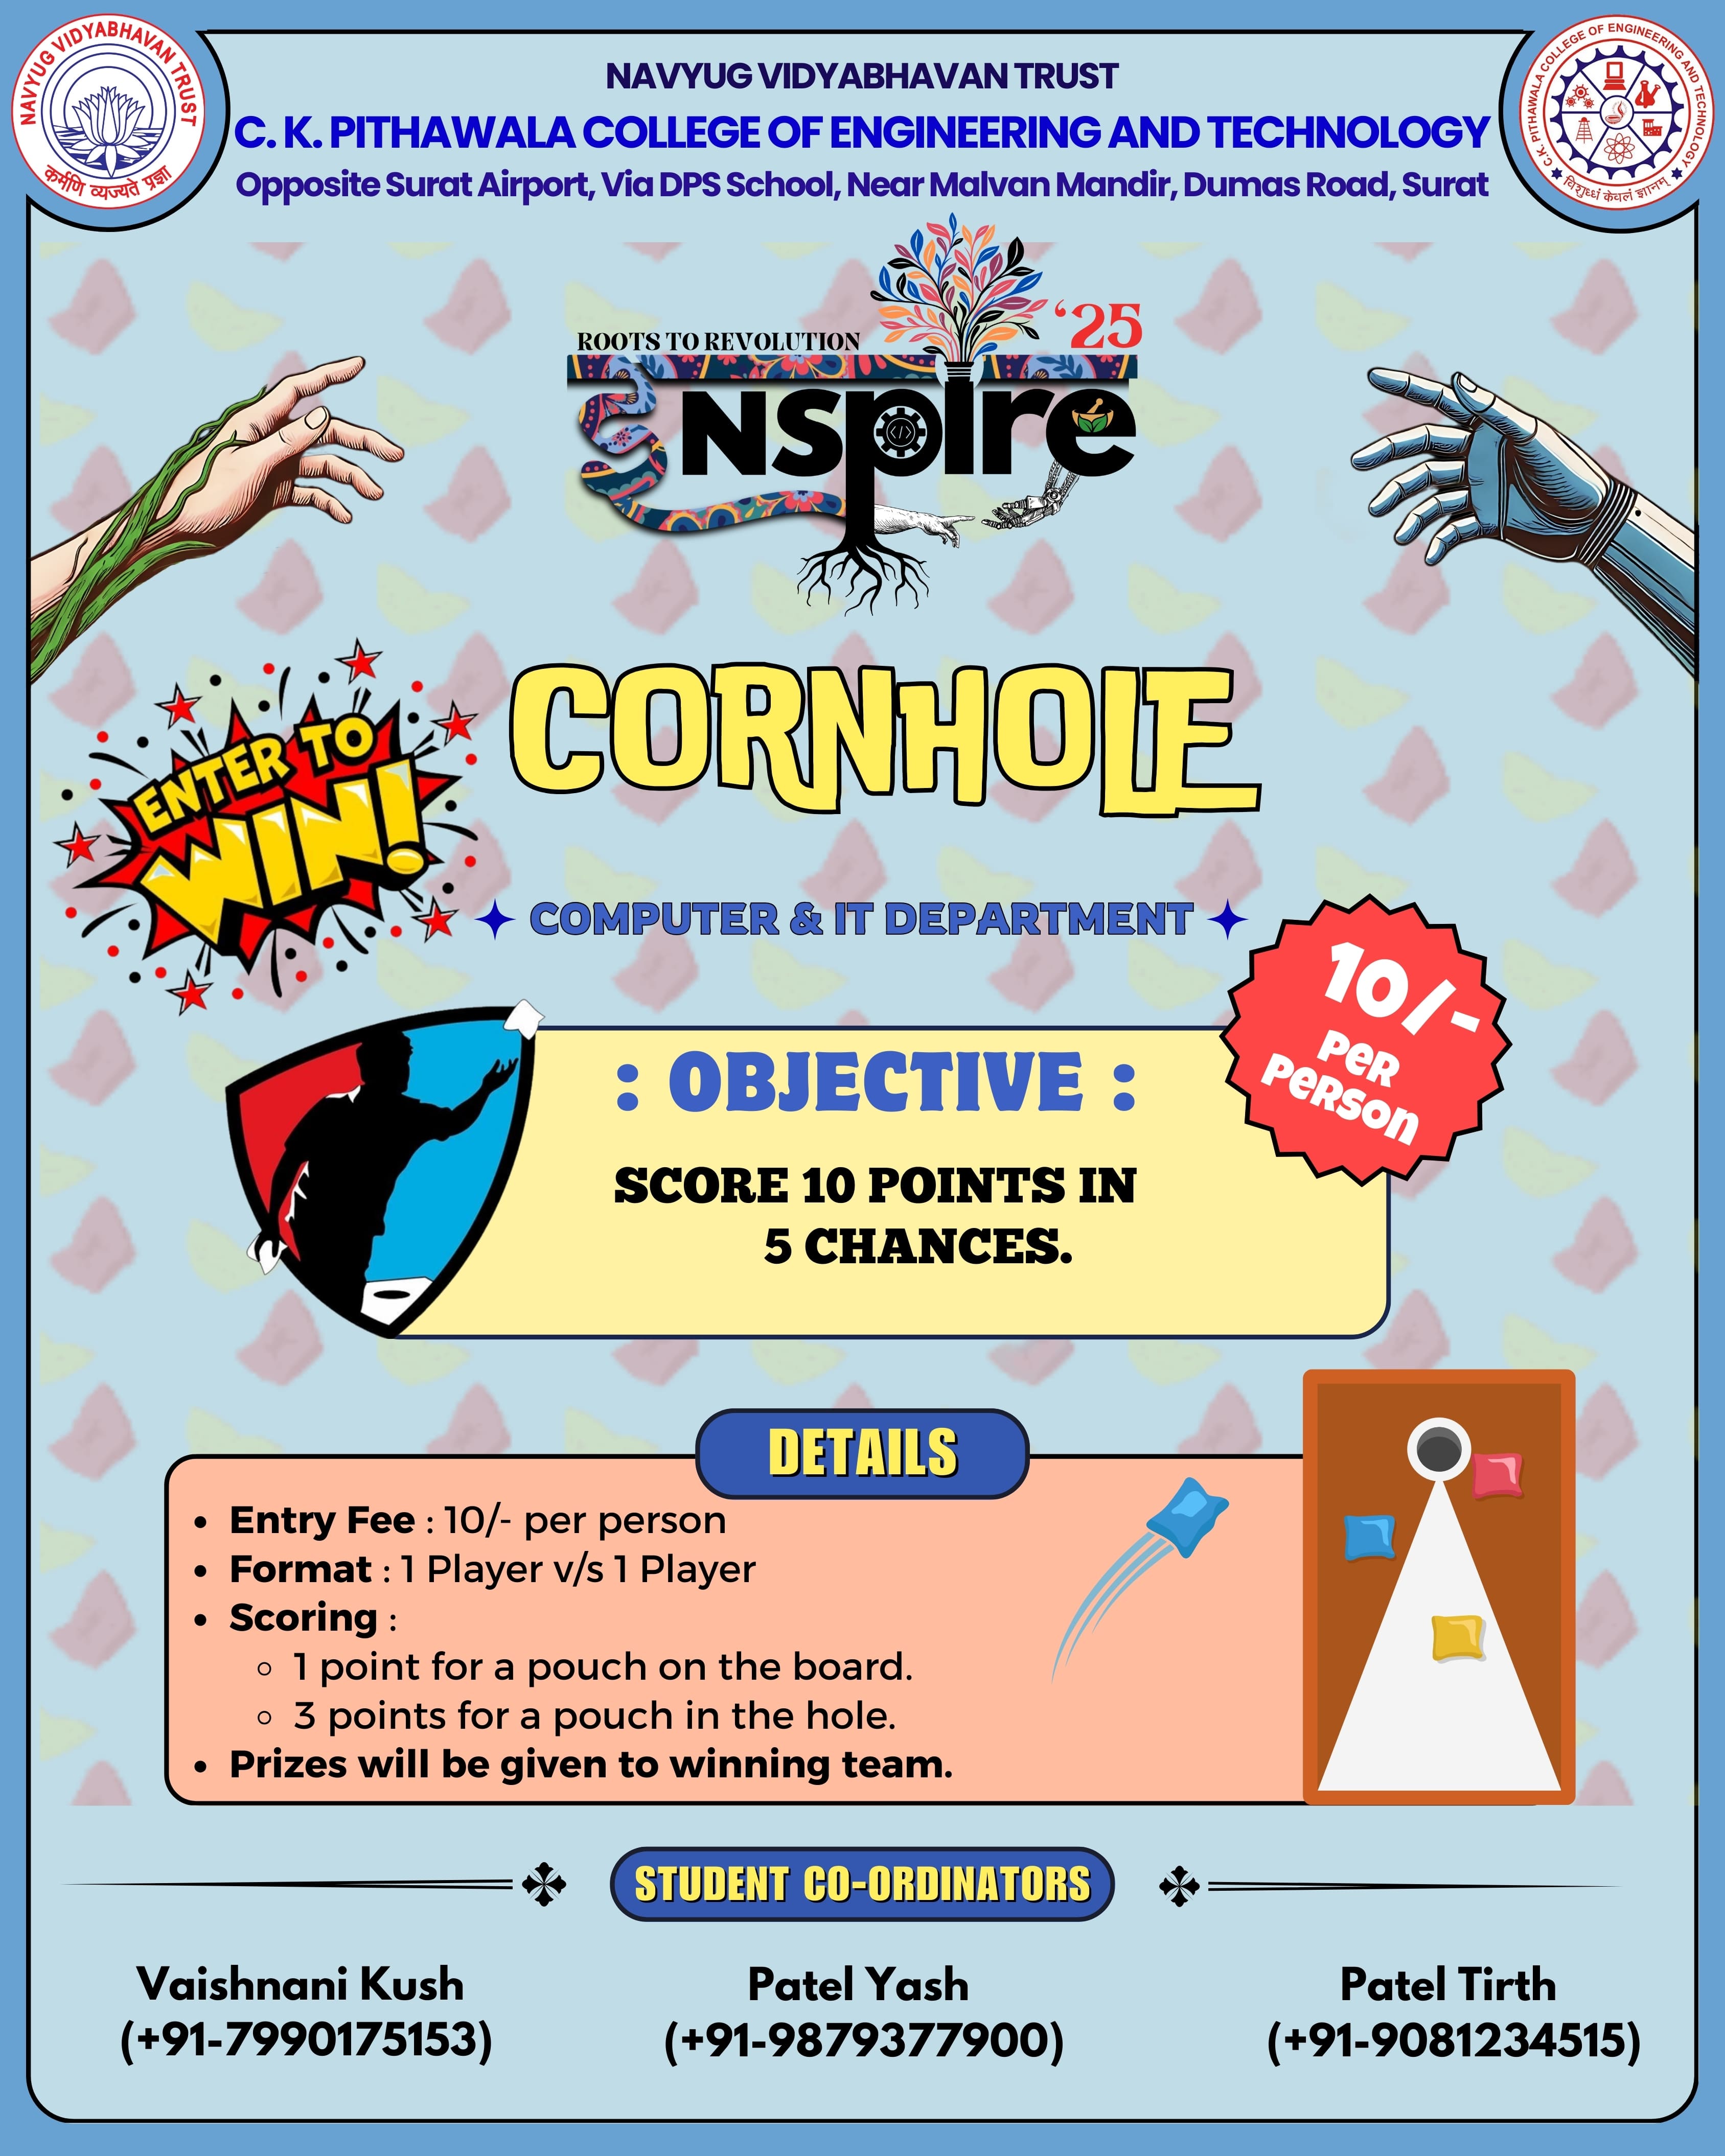 NAVYUG VIDYABHAVAN TRUST
कर्मणि व्यज्यते प्रज्ञा
C. K. PITHAWALA COLLEGE OF ENGINEERING AND TECHNOLOGY
विशुध्धं केवलं ज्ञानम्
NAVYUG VIDYABHAVAN TRUST
C. K. PITHAWALA COLLEGE OF ENGINEERING AND TECHNOLOGY
Opposite Surat Airport, Via DPS School, Near Malvan Mandir, Dumas Road, Surat
ROOTS TO REVOLUTION
‘25
ENSPIRE
</>
ENTER TO
WIN!
CORNHOLE
COMPUTER & IT DEPARTMENT
10/-
PER
PERSON
: OBJECTIVE :
SCORE 10 POINTS IN
5 CHANCES.
DETAILS
• Entry Fee : 10/- per person
• Format : 1 Player v/s 1 Player
• Scoring :
◦ 1 point for a pouch on the board.
◦ 3 points for a pouch in the hole.
• Prizes will be given to winning team.
STUDENT CO-ORDINATORS
Vaishnani Kush
(+91-7990175153)
Patel Yash
(+91-9879377900)
Patel Tirth
(+91-9081234515)